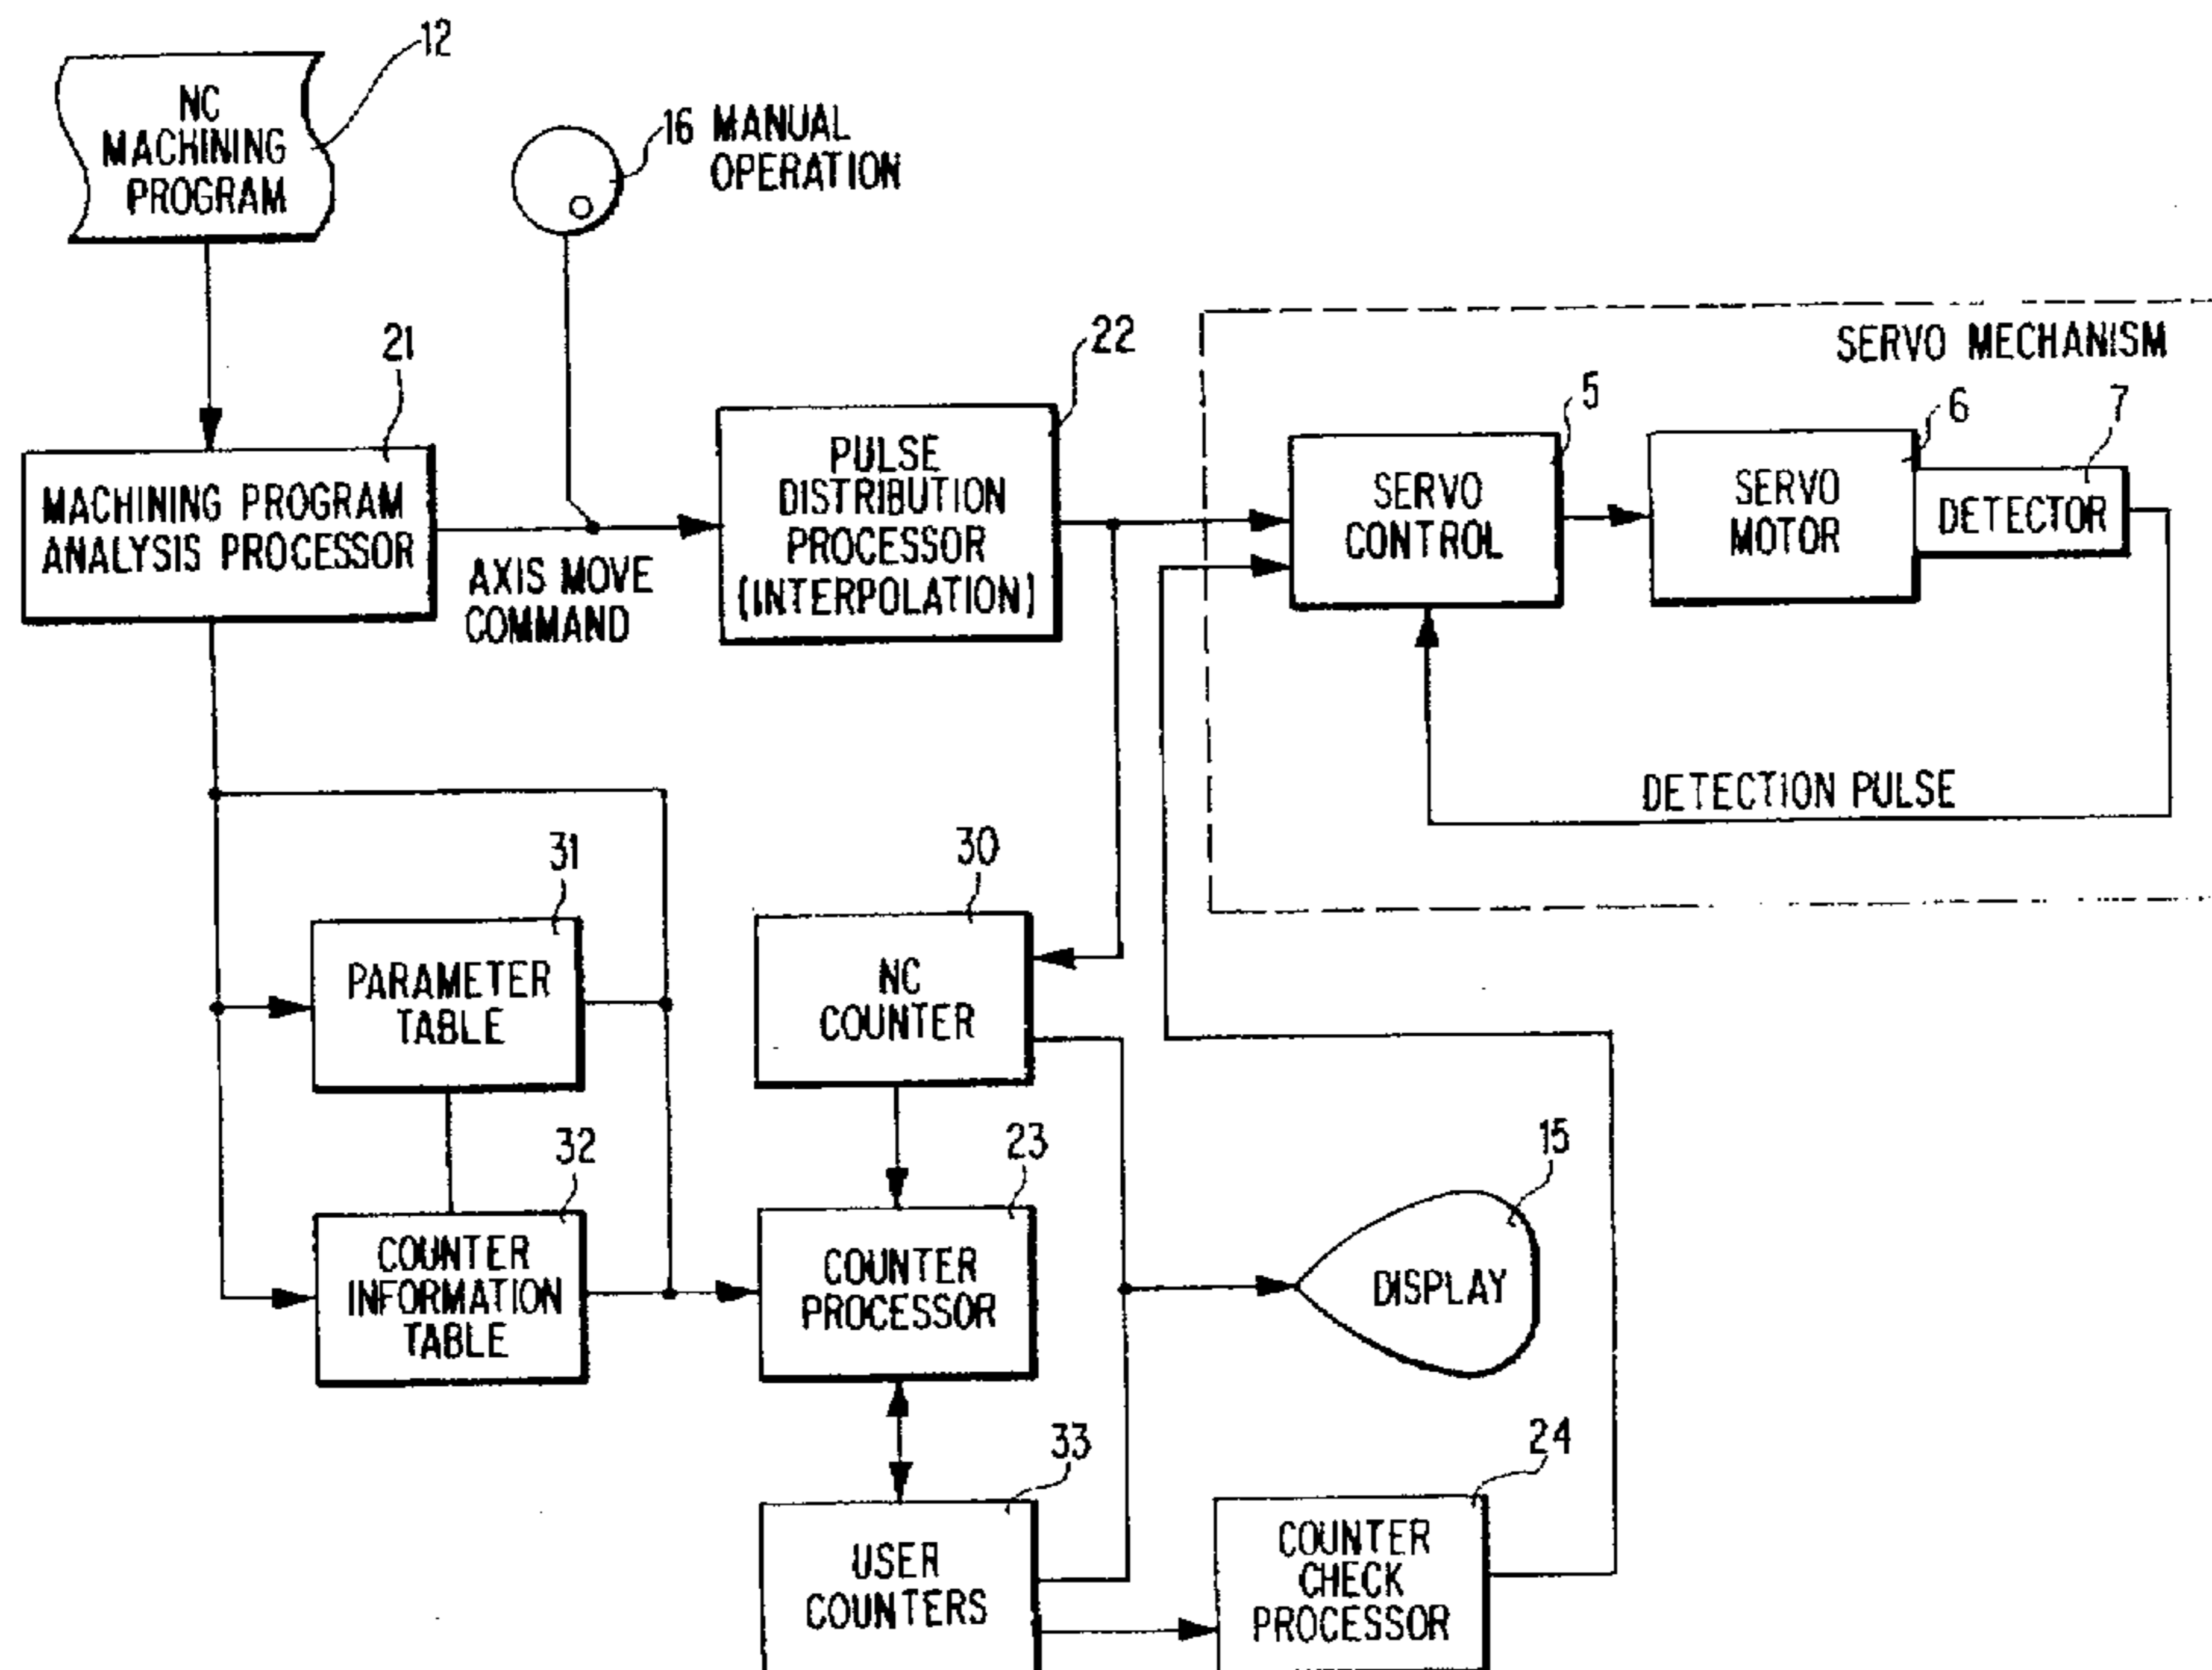 12
NC
MACHINING
PROGRAM
16 MANUAL
OPERATION
21
MACHINING PROGRAM
ANALYSIS PROCESSOR
AXIS MOVE
COMMAND
22
PULSE
DISTRIBUTION
PROCESSOR
(INTERPOLATION)
SERVO MECHANISM
5
SERVO
CONTROL
6
SERVO
MOTOR
7
DETECTOR
DETECTION PULSE
31
PARAMETER
TABLE
30
NC
COUNTER
32
COUNTER
INFORMATION
TABLE
23
COUNTER
PROCESSOR
15
DISPLAY
33
USER
COUNTERS
24
COUNTER
CHECK
PROCESSOR